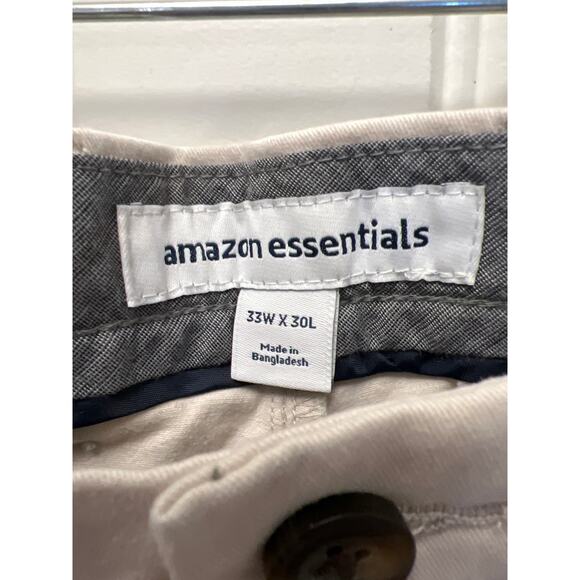 amazon essentials
33W X 30L
Made in
Bangladesh